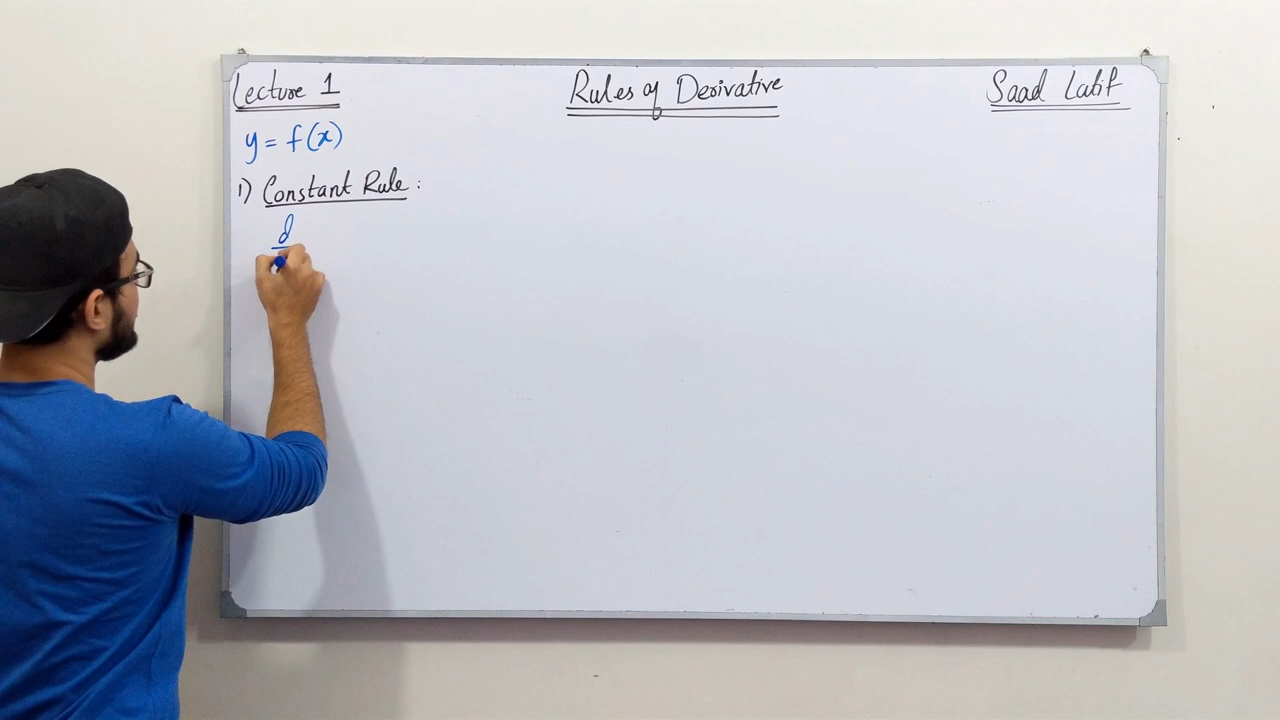 Lecture 1
Rules of Derivative
Saad Latif
y = f(x)
1) Constant Rule :
d